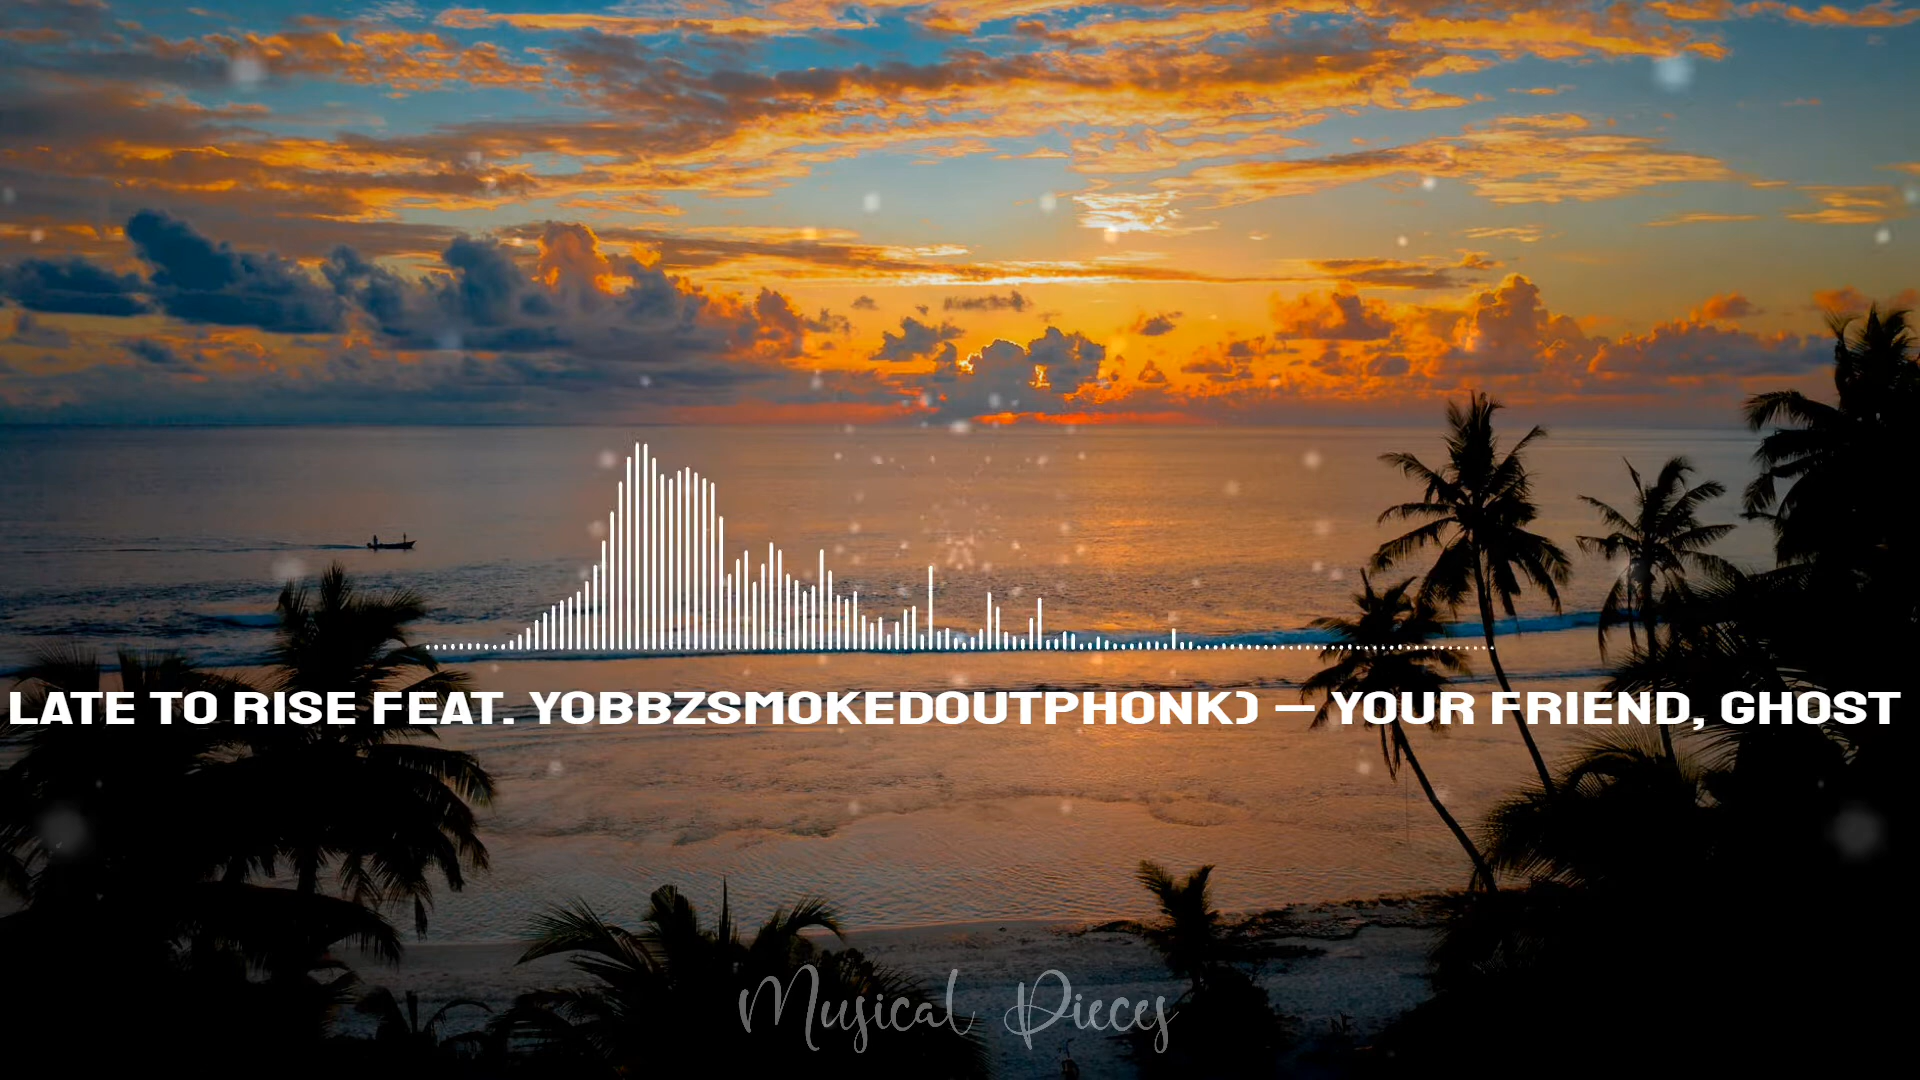 LATE TO RISE FEAT. YOBBZSMOKEDOUTPHONK) — YOUR FRIEND, GHOST
Musical Pieces